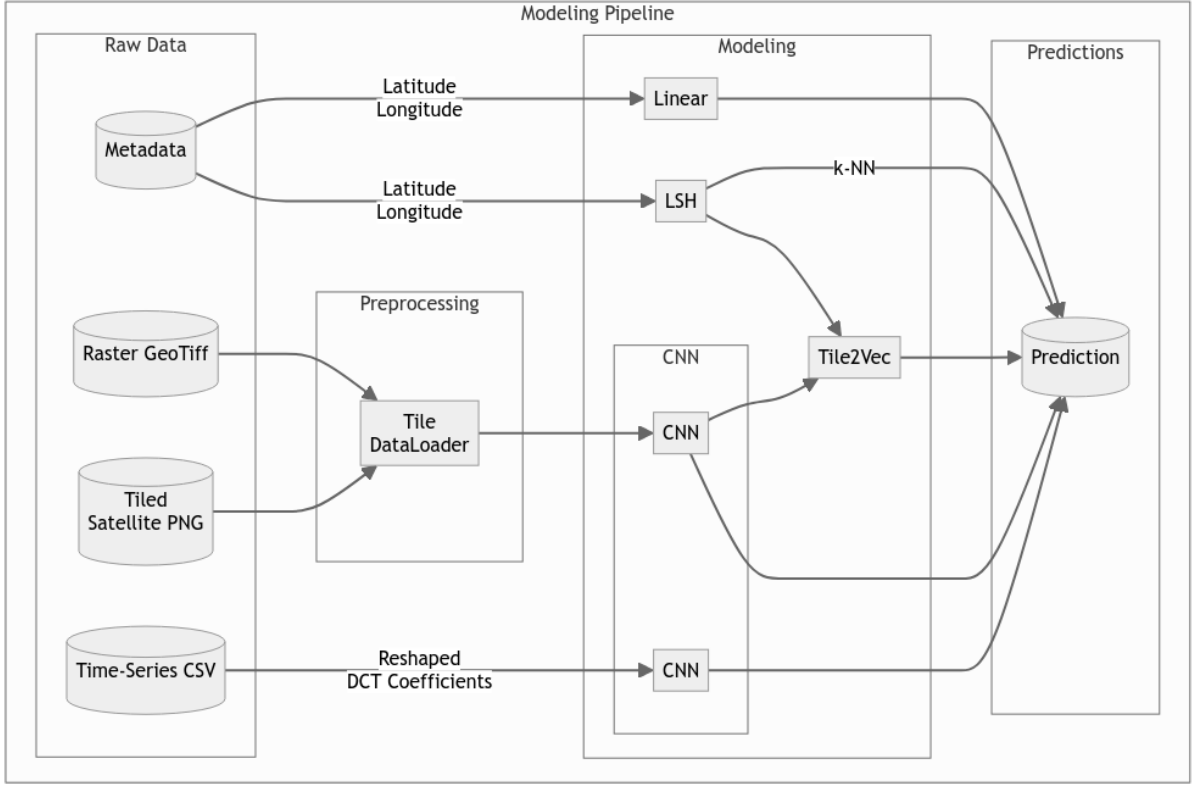 Modeling Pipeline
Raw Data
Metadata
Raster GeoTiff
Tiled
Satellite PNG
Time-Series CSV
Latitude
Longitude
Latitude
Longitude
Preprocessing
Tile
DataLoader
Reshaped
DCT Coefficients
Modeling
Linear
LSH
k-NN
Tile2Vec
CNN
CNN
CNN
Predictions
Prediction